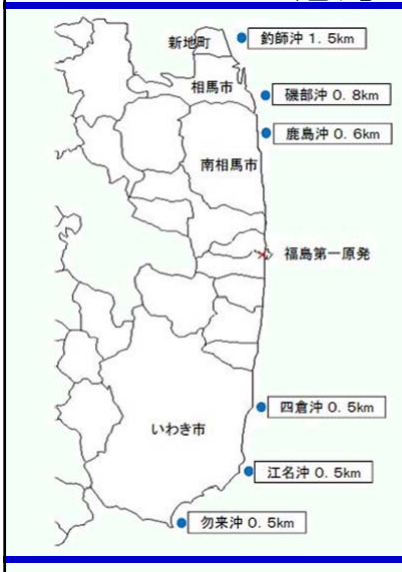 新地町
釣師沖 1.5km
相馬市
磯部沖 0.8km
鹿島沖 0.6km
南相馬市
福島第一原発
四倉沖 0.5km
いわき市
江名沖 0.5km
勿来沖 0.5km